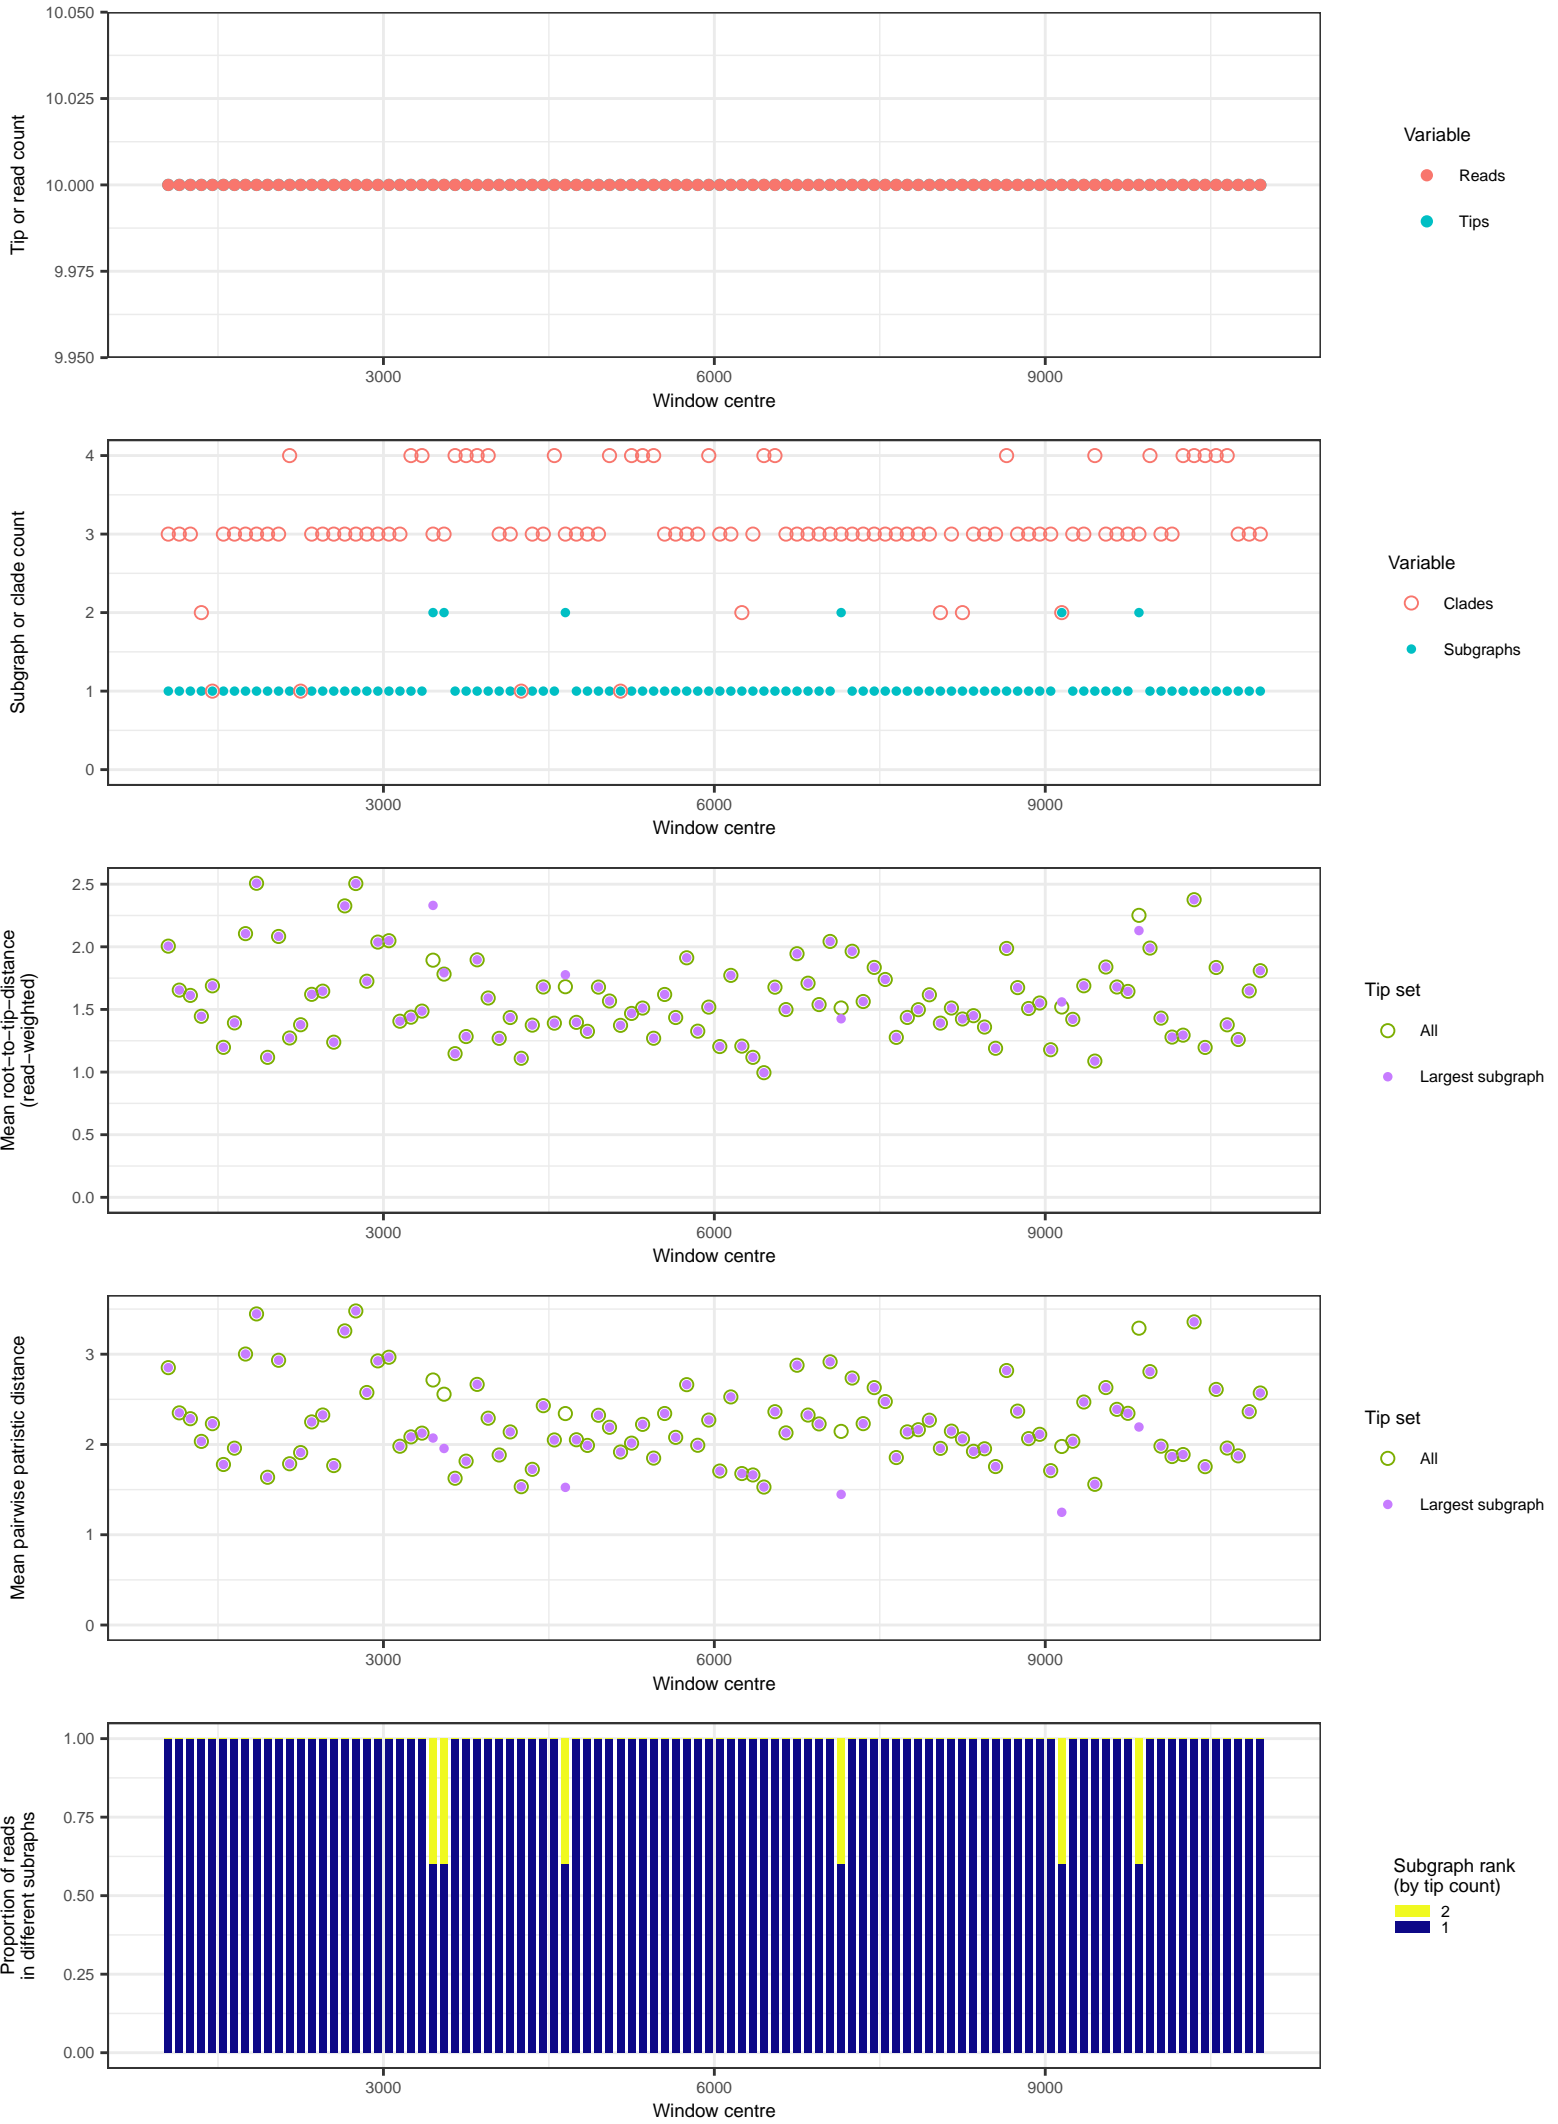 10.050
10.025
10.000
9.975
9.950
Tip or read count
3000
6000
9000
Window centre
Variable
Reads
Tips
4
3
2
1
0
Subgraph or clade count
3000
6000
9000
Window centre
Variable
Clades
Subgraphs
2.5
2.0
1.5
1.0
0.5
0.0
Mean root−to−tip−distance
(read−weighted)
3000
6000
9000
Window centre
Tip set
All
Largest subgraph
3
2
1
0
Mean pairwise patristic distance
3000
6000
9000
Window centre
Tip set
All
Largest subgraph
1.00
0.75
0.50
0.25
0.00
Proportion of reads
in different subraphs
3000
6000
9000
Window centre
Subgraph rank
(by tip count)
2
1